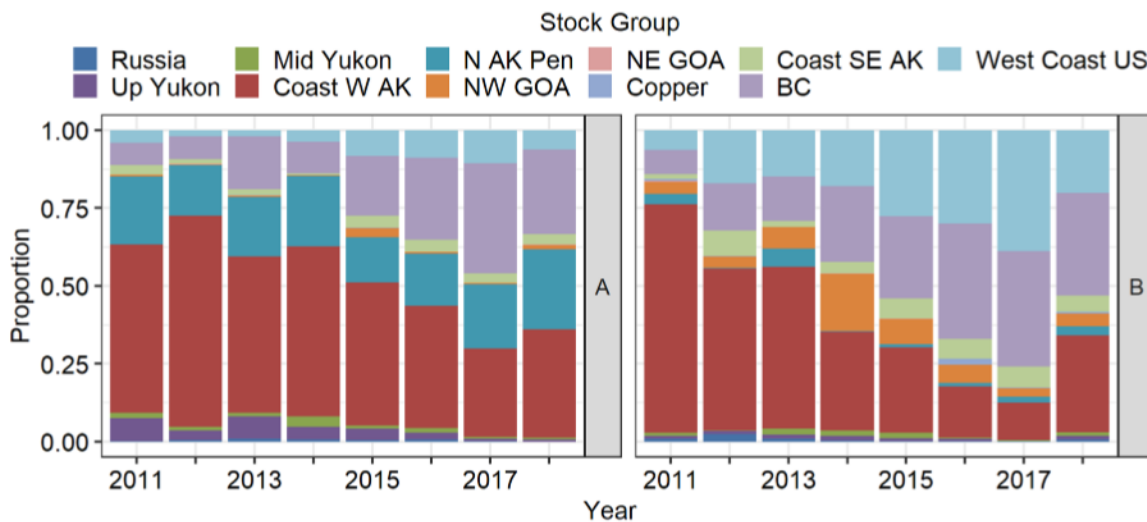 Stock Group
Russia Mid Yukon N AK Pen NE GOA Coast SE AK West Coast US
Up Yukon Coast W AK NW GOA Copper BC
Proportion
1.00
0.75
0.50
0.25
0.00
A
B
2011 2013 2015 2017 2011 2013 2015 2017
Year